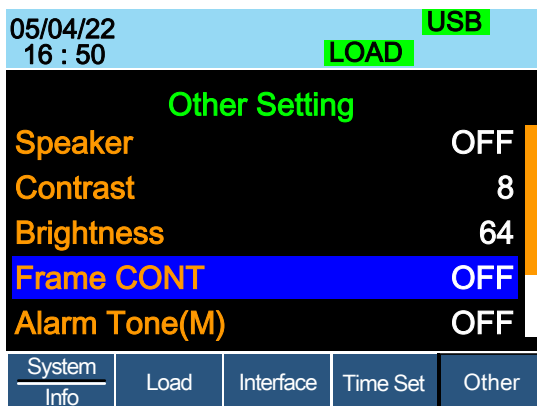 05/04/22 USB
16 : 50 LOAD
Other Setting
Speaker OFF
Contrast 8
Brightness 64
Frame CONT OFF
Alarm Tone(M) OFF
System
Info Load Interface Time Set Other